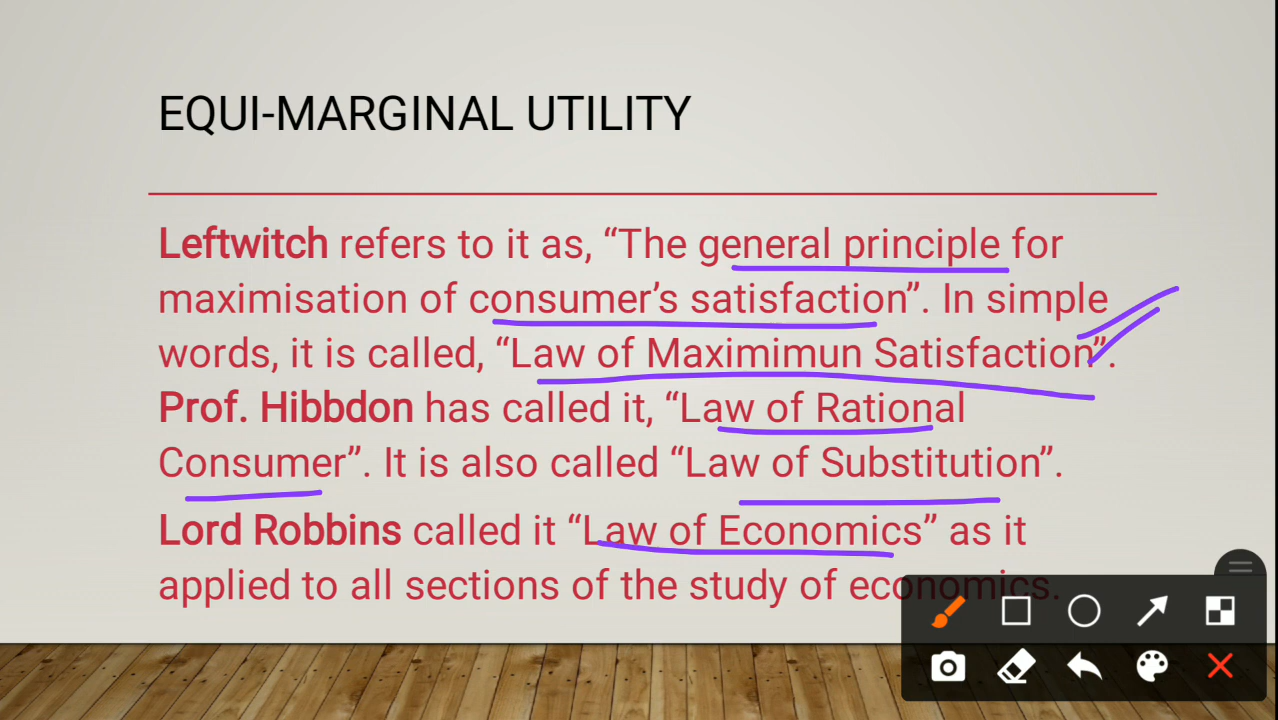 EQUI-MARGINAL UTILITY
Leftwitch refers to it as, “The general principle for
maximisation of consumer’s satisfaction”. In simple
words, it is called, “Law of Maximimun Satisfaction”.
Prof. Hibbdon has called it, “Law of Rational
Consumer”. It is also called “Law of Substitution”.
Lord Robbins called it “Law of Economics” as it
applied to all sections of the study of economics.